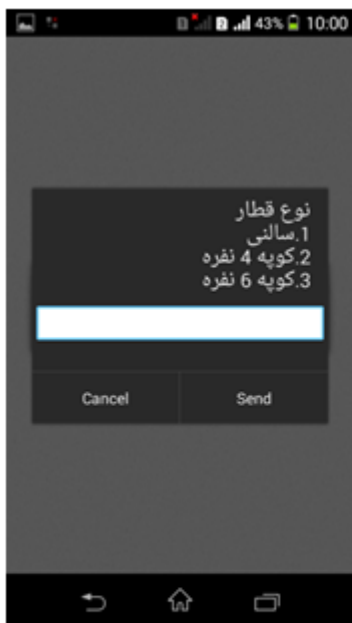 43% 10:00
نوع قطار
1.سالنی
2.کوپه 4 نفره
3.کوپه 6 نفره
Cancel Send